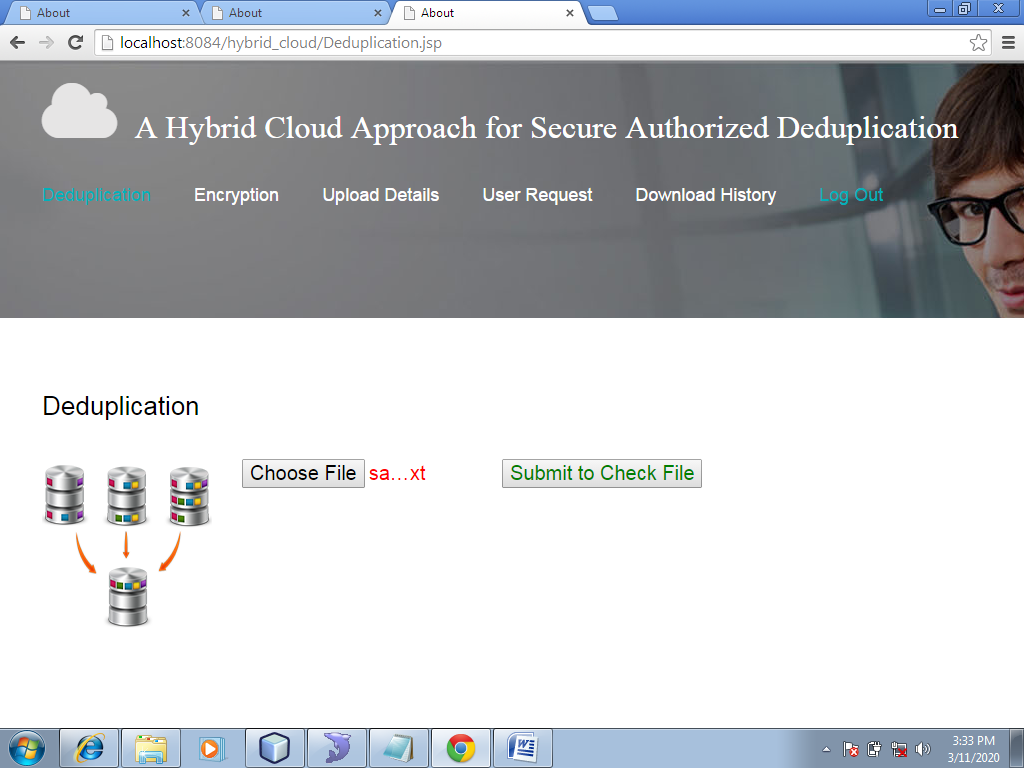 About
About
About
localhost:8084/hybrid_cloud/Deduplication.jsp
A Hybrid Cloud Approach for Secure Authorized Deduplication
Deduplication Encryption Upload Details User Request Download History Log Out
Deduplication
Choose File sa...xt Submit to Check File
3:33 PM
3/11/2020